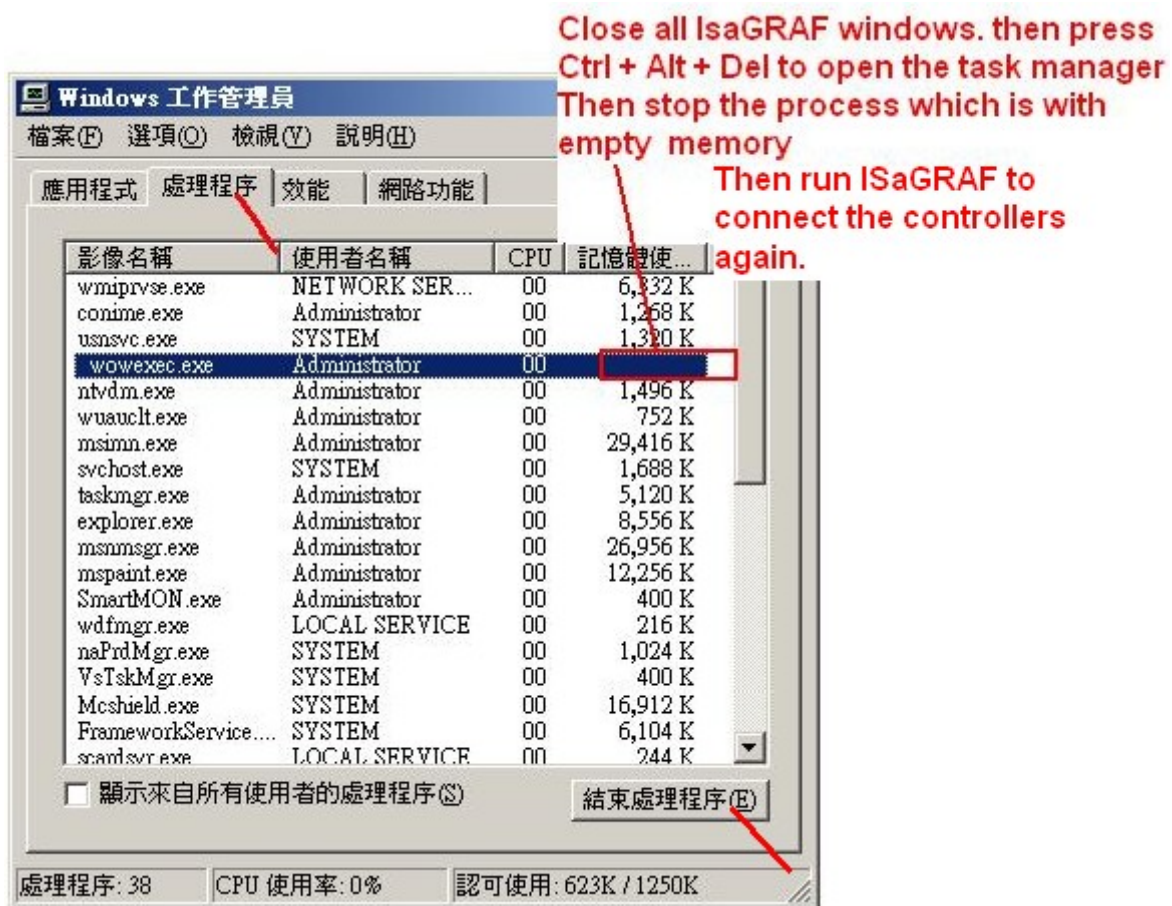 Close all IsaGRAF windows. then press
Ctrl + Alt + Del to open the task manager
Then stop the process which is with
empty memory
Then run ISaGRAF to
connect the controllers
again.
Windows 工作管理員
檔案(F) 選項(O) 檢視(V) 說明(H)
應用程式 處理程序 效能 網路功能
影像名稱 使用者名稱 CPU 記憶體使...
wmiprvse.exe NETWORK SER... 00 6,332 K
conime.exe Administrator 00 1,268 K
usnsvc.exe SYSTEM 00 1,320 K
wowexec.exe Administrator 00
ntvdm.exe Administrator 00 1,496 K
wuauclt.exe Administrator 00 752 K
msimn.exe Administrator 00 29,416 K
svchost.exe SYSTEM 00 1,688 K
taskmgr.exe Administrator 00 5,120 K
explorer.exe Administrator 00 8,556 K
msnmsgr.exe Administrator 00 26,956 K
mspaint.exe Administrator 00 12,256 K
SmartMON.exe Administrator 00 400 K
wdfmgr.exe LOCAL SERVICE 00 216 K
naPrdMgr.exe SYSTEM 00 1,024 K
VsTskMgr.exe SYSTEM 00 400 K
Mcshield.exe SYSTEM 00 16,912 K
FrameworkService.... SYSTEM 00 6,104 K
scardsvr.exe LOCAL SERVICE 00 244 K
顯示來自所有使用者的處理程序(S)
結束處理程序(E)
處理程序: 38 CPU 使用率: 0% 認可使用: 623K / 1250K